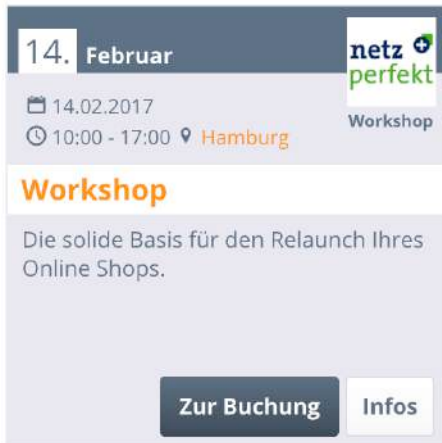 14. Februar
netz
perfekt
Workshop
14.02.2017
10:00 - 17:00 Hamburg
Workshop
Die solide Basis für den Relaunch Ihres
Online Shops.
Zur Buchung Infos